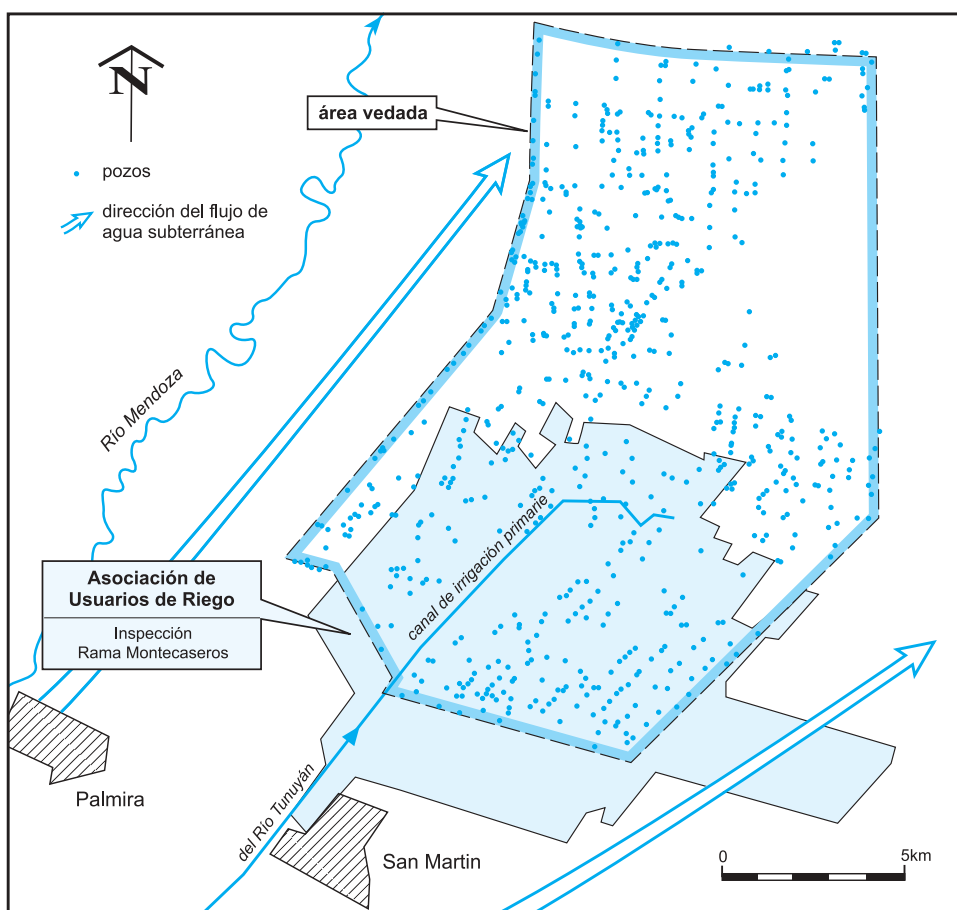 N
pozos
dirección del flujo de
agua subterránea
área vedada
Río Mendoza
Asociación de
Usuarios de Riego
Inspección
Rama Montecaseros
canal de irrigación primarie
del Río Tunuyán
Palmira
San Martin
0
5km